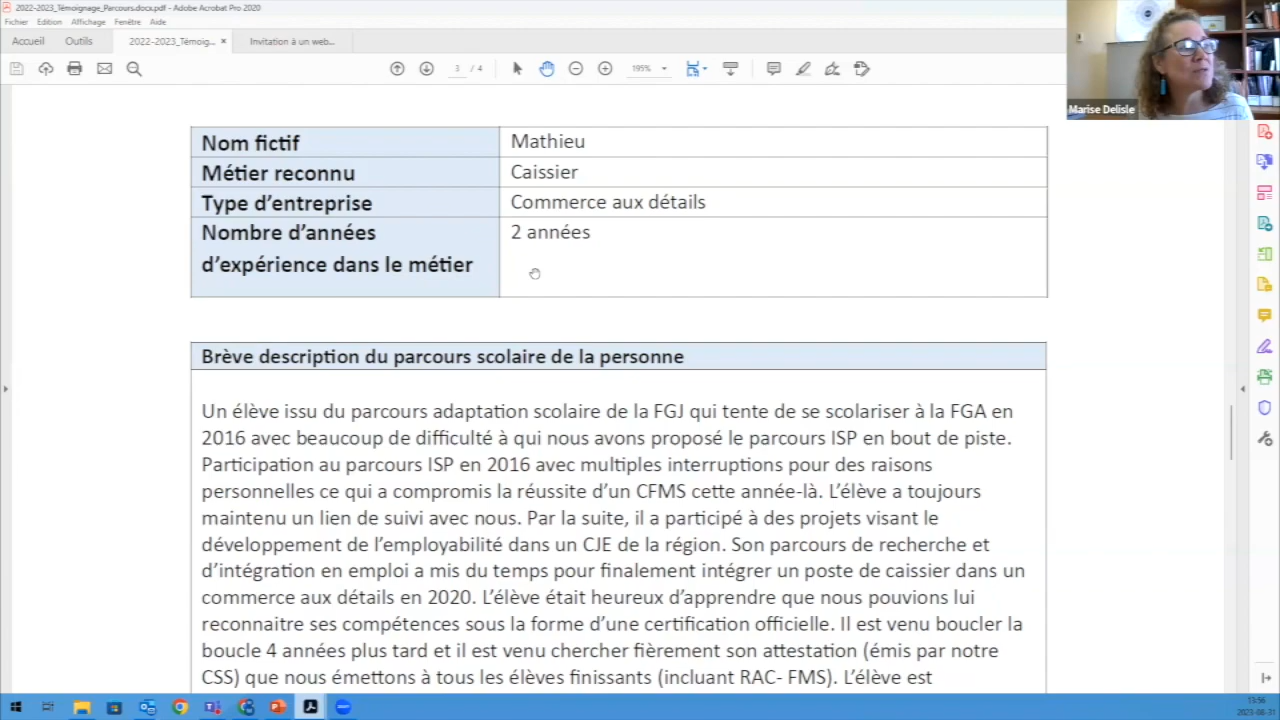 2022-2023_Témoignage_Parcours.docx.pdf - Adobe Acrobat Pro 2020
Fichier Edition Affichage Fenêtre Aide
Accueil Outils 2022-2023_Témoig... × Invitation à un web...
3 / 4 195%
Marise Delisle
Nom fictif Mathieu
Métier reconnu Caissier
Type d’entreprise Commerce aux détails
Nombre d’années 2 années
d’expérience dans le métier
Brève description du parcours scolaire de la personne
Un élève issu du parcours adaptation scolaire de la FGJ qui tente de se scolariser à la FGA en
2016 avec beaucoup de difficulté à qui nous avons proposé le parcours ISP en bout de piste.
Participation au parcours ISP en 2016 avec multiples interruptions pour des raisons
personnelles ce qui a compromis la réussite d’un CFMS cette année-là. L’élève a toujours
maintenu un lien de suivi avec nous. Par la suite, il a participé à des projets visant le
développement de l’employabilité dans un CJE de la région. Son parcours de recherche et
d’intégration en emploi a mis du temps pour finalement intégrer un poste de caissier dans un
commerce aux détails en 2020. L’élève était heureux d’apprendre que nous pouvions lui
reconnaitre ses compétences sous la forme d’une certification officielle. Il est venu boucler la
boucle 4 années plus tard et il est venu chercher fièrement son attestation (émis par notre
CSS) que nous émettons à tous les élèves finissants (incluant RAC- FMS). L’élève est
13:56
2023-08-31